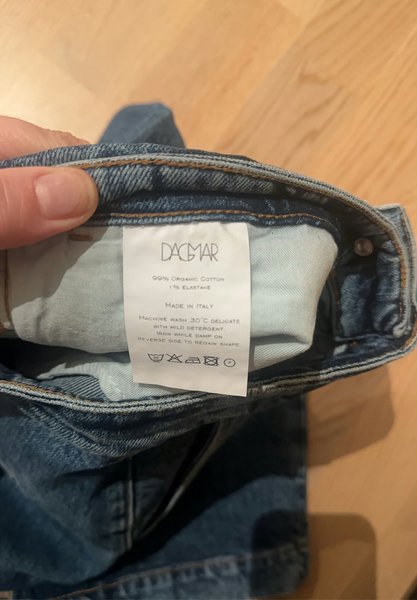 DAGMAR
99% Organic Cotton
1% Elastane
Made in Italy
Machine wash 30°C delicate
with mild detergent.
Iron while damp on
reverse side to regain shape.